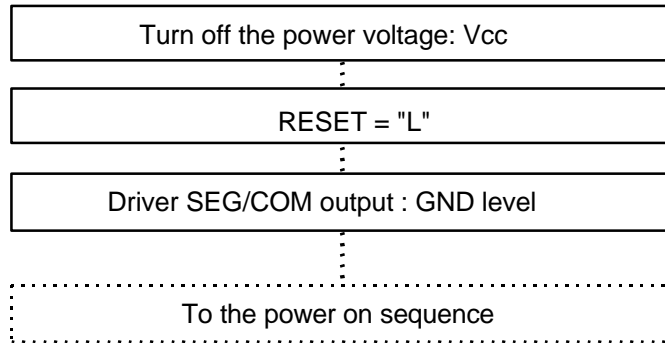 Turn off the power voltage: Vcc
RESET = "L"
Driver SEG/COM output : GND level
To the power on sequence